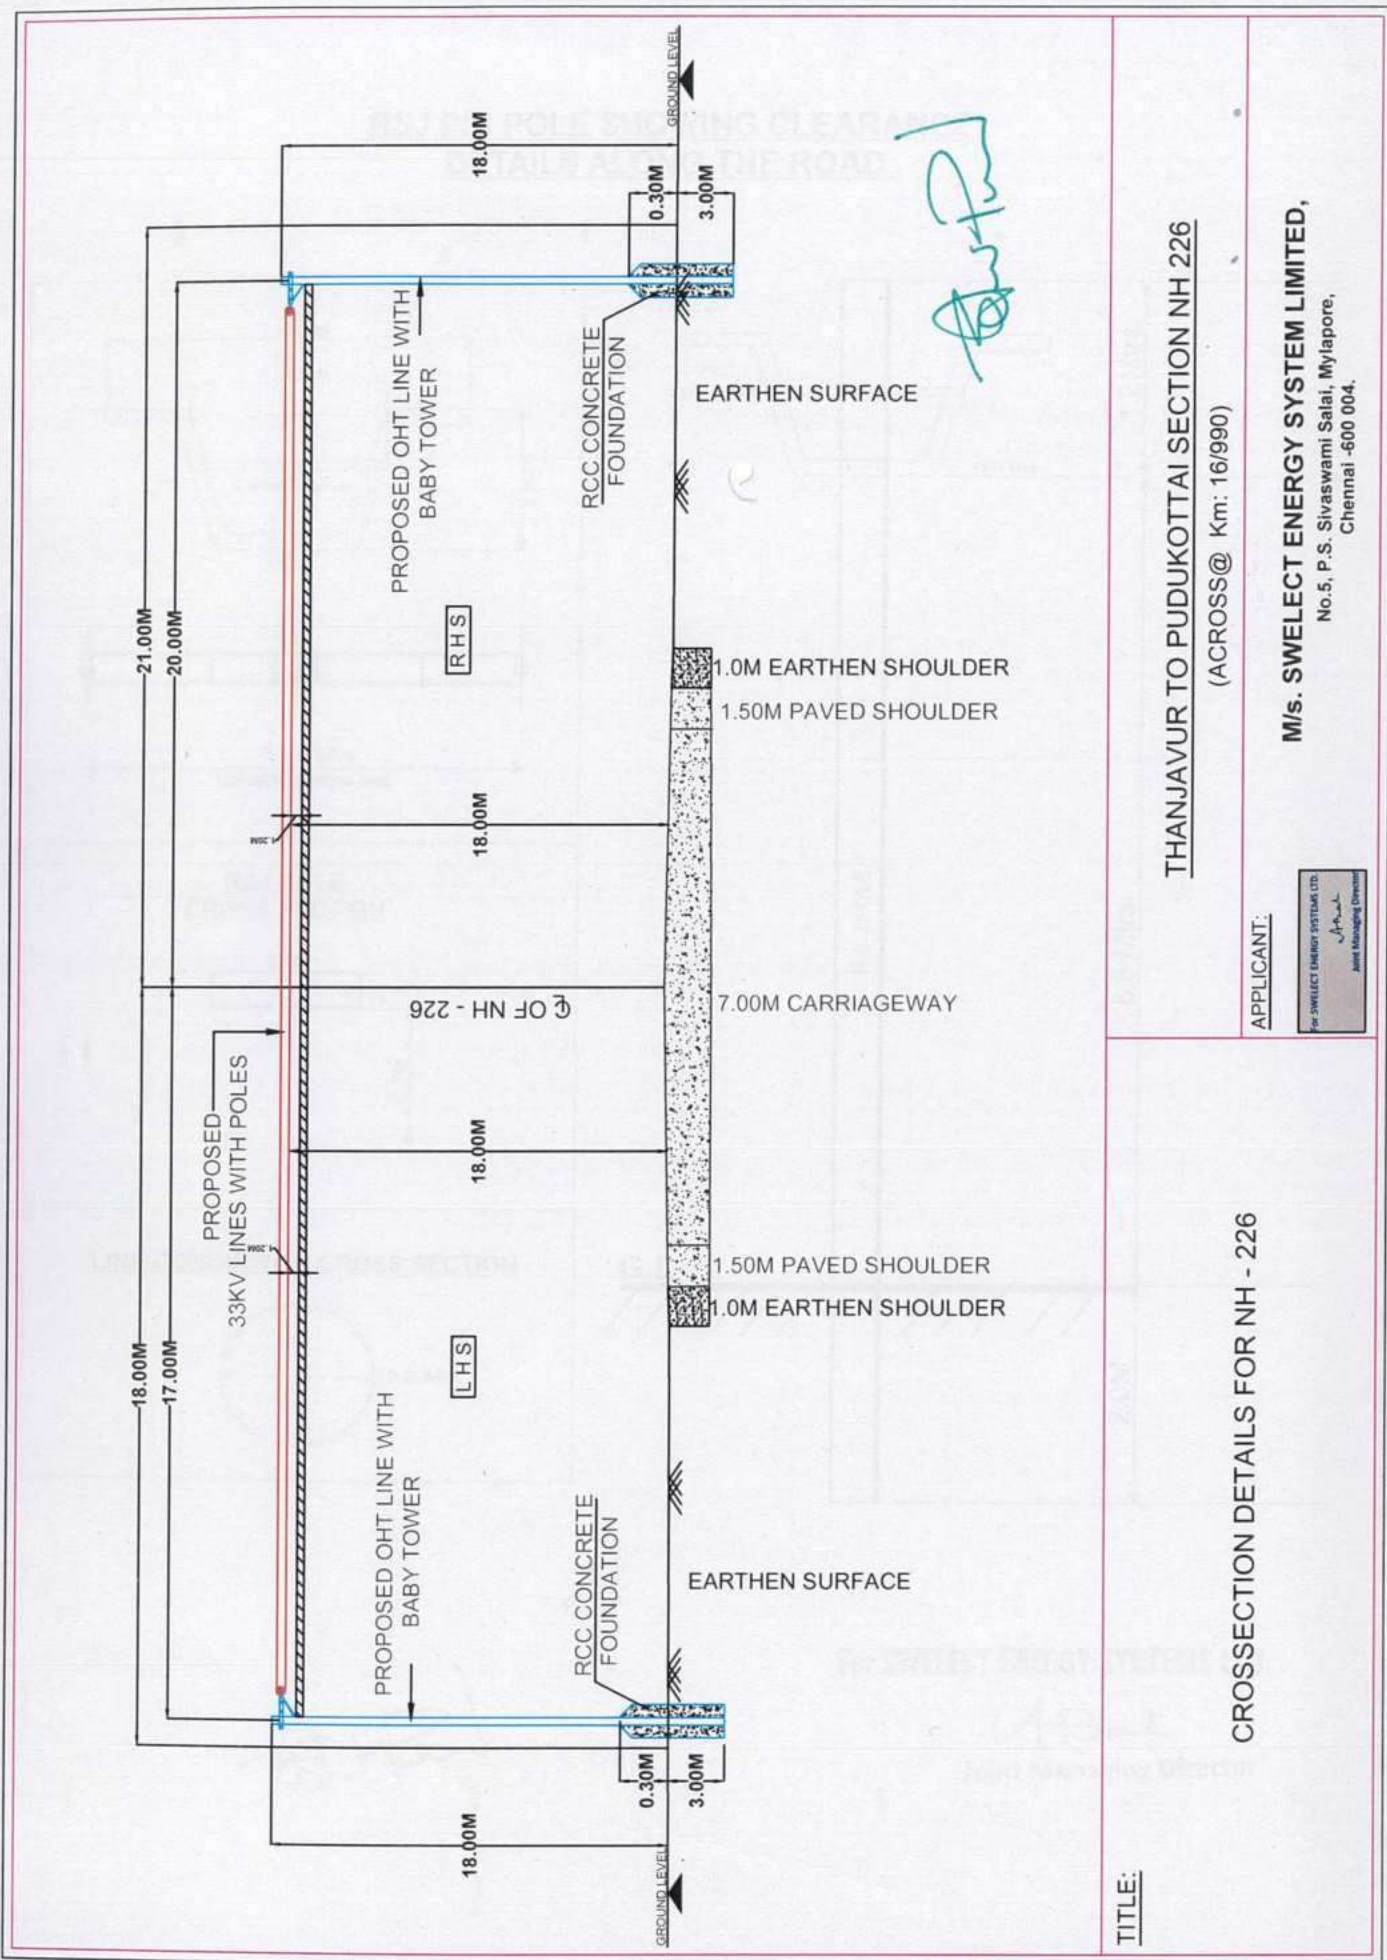 21.00M
20.00M
18.00M
17.00M
18.00M
18.00M
PROPOSED
33KV LINES WITH POLES
1.20M
1.20M
PROPOSED OHT LINE WITH
BABY TOWER
PROPOSED OHT LINE WITH
BABY TOWER
LHS
RHS
℄ OF NH - 226
18.00M
18.00M
RCC CONCRETE
FOUNDATION
RCC CONCRETE
FOUNDATION
0.30M
3.00M
0.30M
3.00M
GROUND LEVEL
GROUND LEVEL
EARTHEN SURFACE
1.0M EARTHEN SHOULDER
1.50M PAVED SHOULDER
7.00M CARRIAGEWAY
1.50M PAVED SHOULDER
1.0M EARTHEN SHOULDER
EARTHEN SURFACE
TITLE:
CROSSECTION DETAILS FOR NH - 226
THANJAVUR TO PUDUKOTTAI SECTION NH 226
(ACROSS@ Km: 16/990)
APPLICANT:
M/s. SWELECT ENERGY SYSTEM LIMITED,
No.5, P.S. Sivaswami Salai, Mylapore,
Chennai -600 004.
For SWELECT ENERGY SYSTEMS LTD.
Joint Managing Director